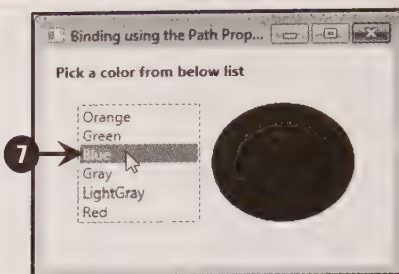 Binding using the Path Prop...
Pick a color from below list
Orange
Green
7
Blue
Gray
LightGray
Red